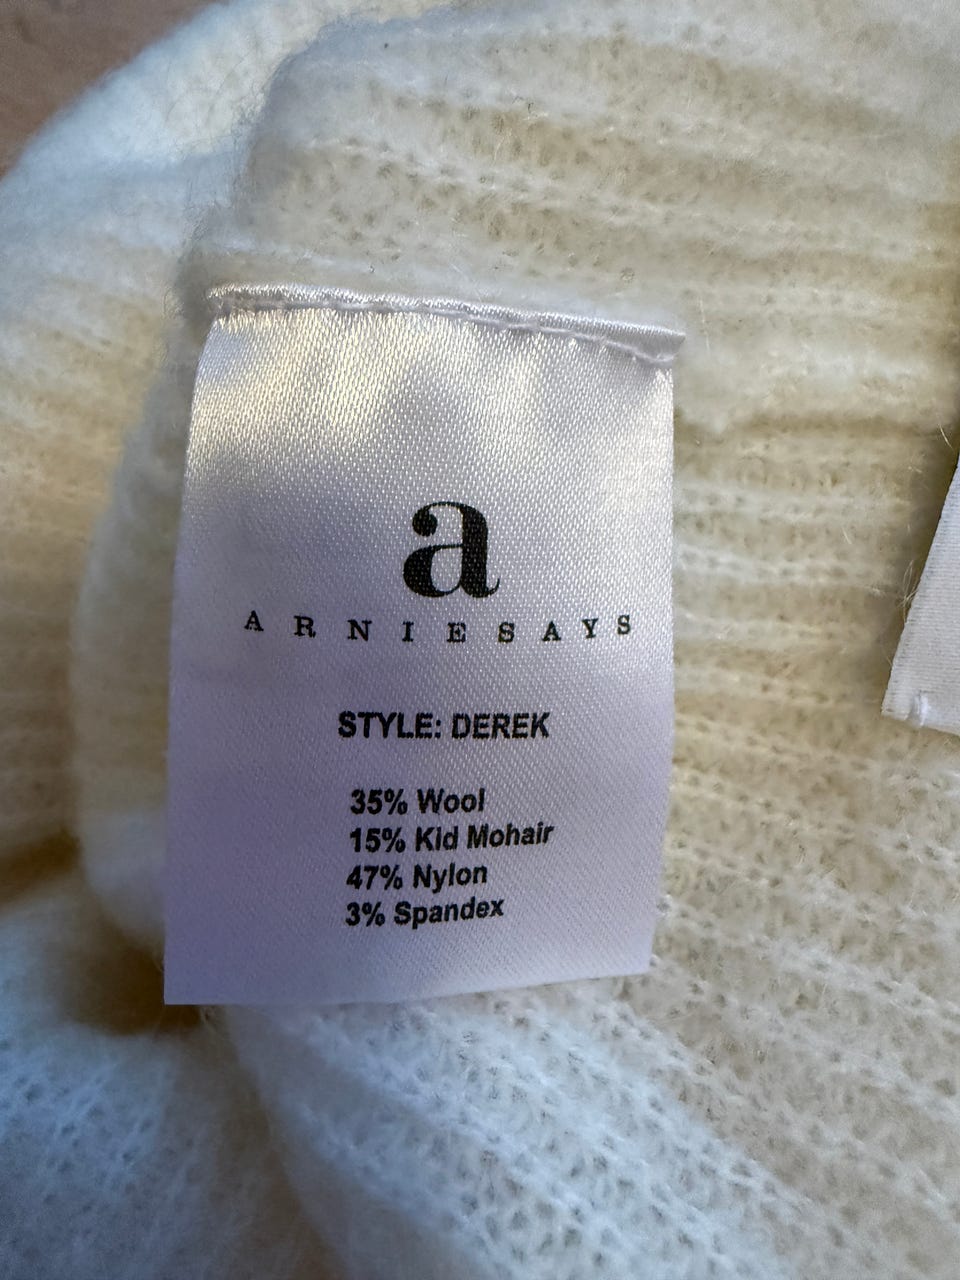 a
ARNIESAYS
STYLE: DEREK
35% Wool
15% Kid Mohair
47% Nylon
3% Spandex